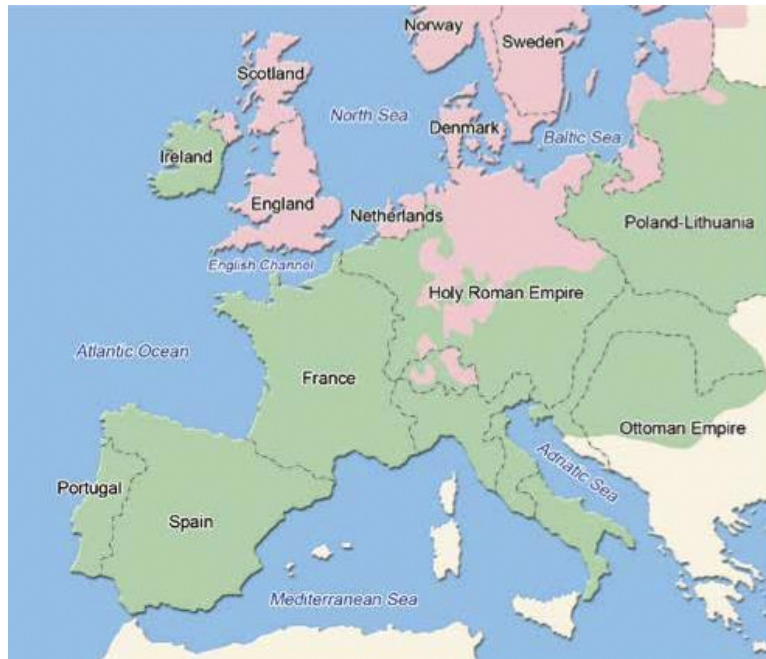 Norway
Sweden
Scotland
North Sea
Denmark
Baltic Sea
Ireland
England
Netherlands
Poland-Lithuania
English Channel
Holy Roman Empire
Atlantic Ocean
France
Ottoman Empire
Adriatic Sea
Portugal
Spain
Mediterranean Sea